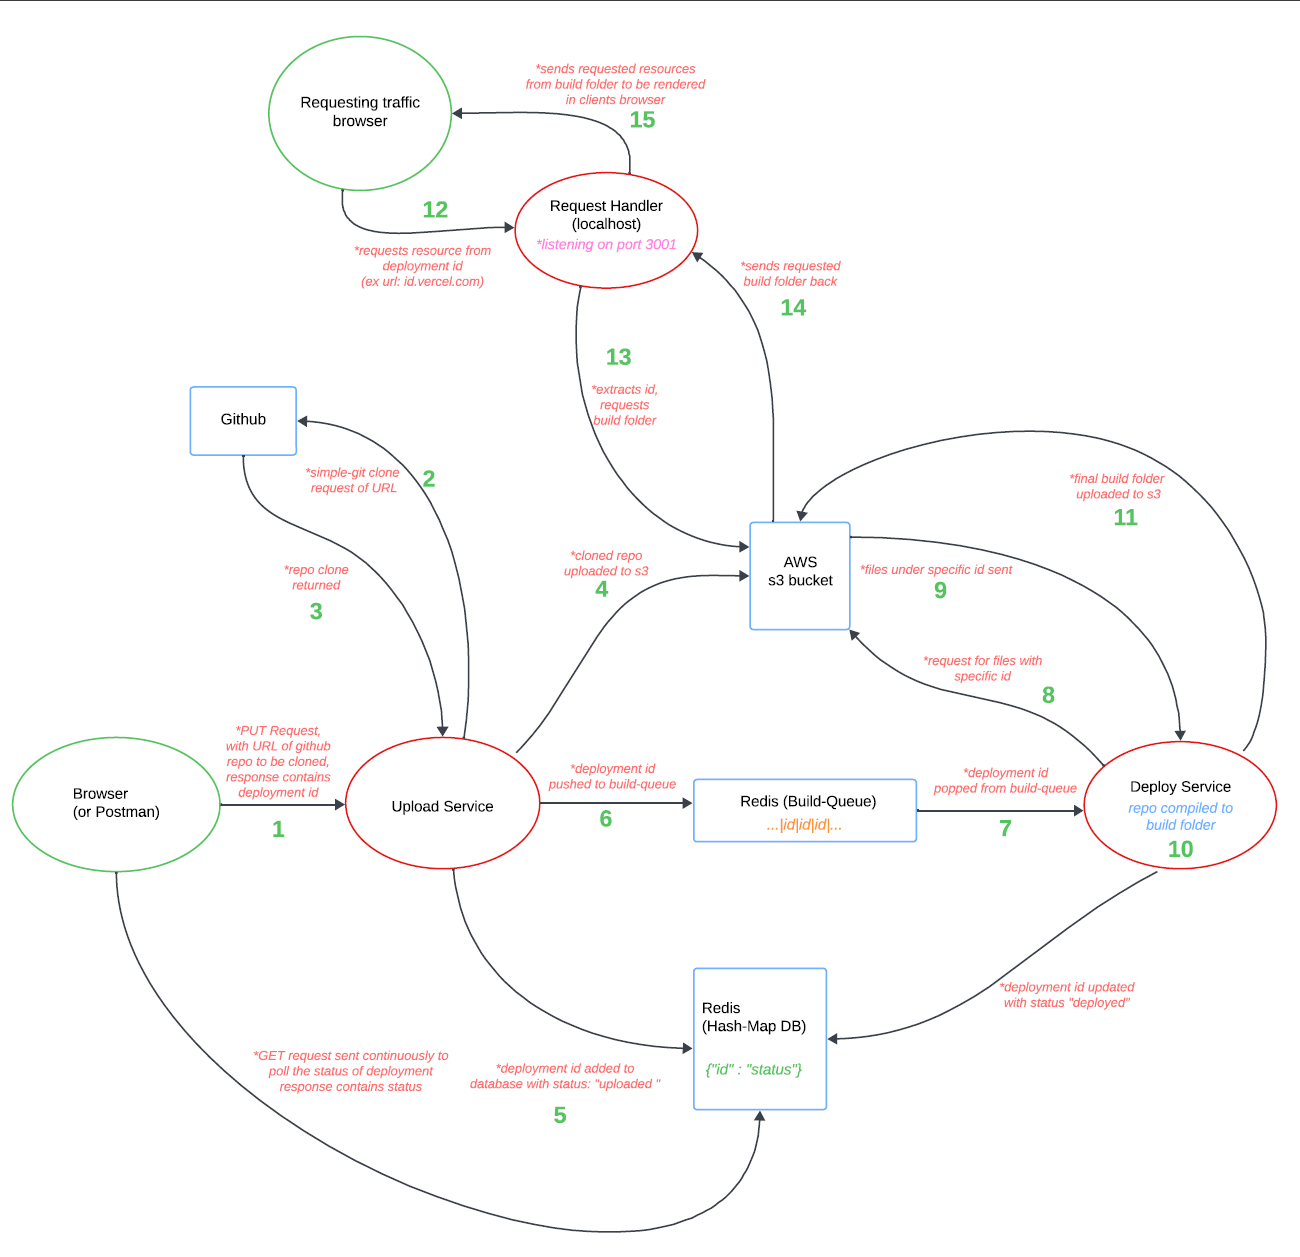 *sends requested resources
from build folder to be rendered
in clients browser
15
Requesting traffic
browser
12
*requests resource from
deployment id
(ex url: id.vercel.com)
Request Handler
(localhost)
*listening on port 3001
*sends requested
build folder back
14
13
*extracts id,
requests
build folder
Github
*simple-git clone
request of URL
2
*repo clone
returned
3
*cloned repo
uploaded to s3
4
AWS
s3 bucket
*final build folder
uploaded to s3
11
*files under specific id sent
9
*request for files with
specific id
8
Browser
(or Postman)
*PUT Request,
with URL of github
repo to be cloned,
response contains
deployment id
1
Upload Service
*deployment id
pushed to build-queue
6
Redis (Build-Queue)
...|id|id|id|...
*deployment id
popped from build-queue
7
Deploy Service
repo compiled to
build folder
10
*deployment id updated
with status "deployed"
Redis
(Hash-Map DB)
{"id" : "status"}
*GET request sent continuously to
poll the status of deployment
response contains status
*deployment id added to
database with status: "uploaded "
5